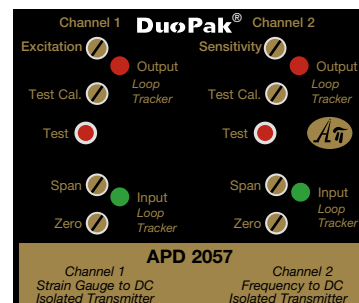 Channel 1 DuoPak® Channel 2
Excitation Sensitivity
Output Output
Loop Loop
Test Cal. Tracker Test Cal. Tracker
Test Test
Span Span
Input Input
Loop Loop
Zero Tracker Zero Tracker
APD 2057
Channel 1 Channel 2
Strain Gauge to DC Frequency to DC
Isolated Transmitter Isolated Transmitter